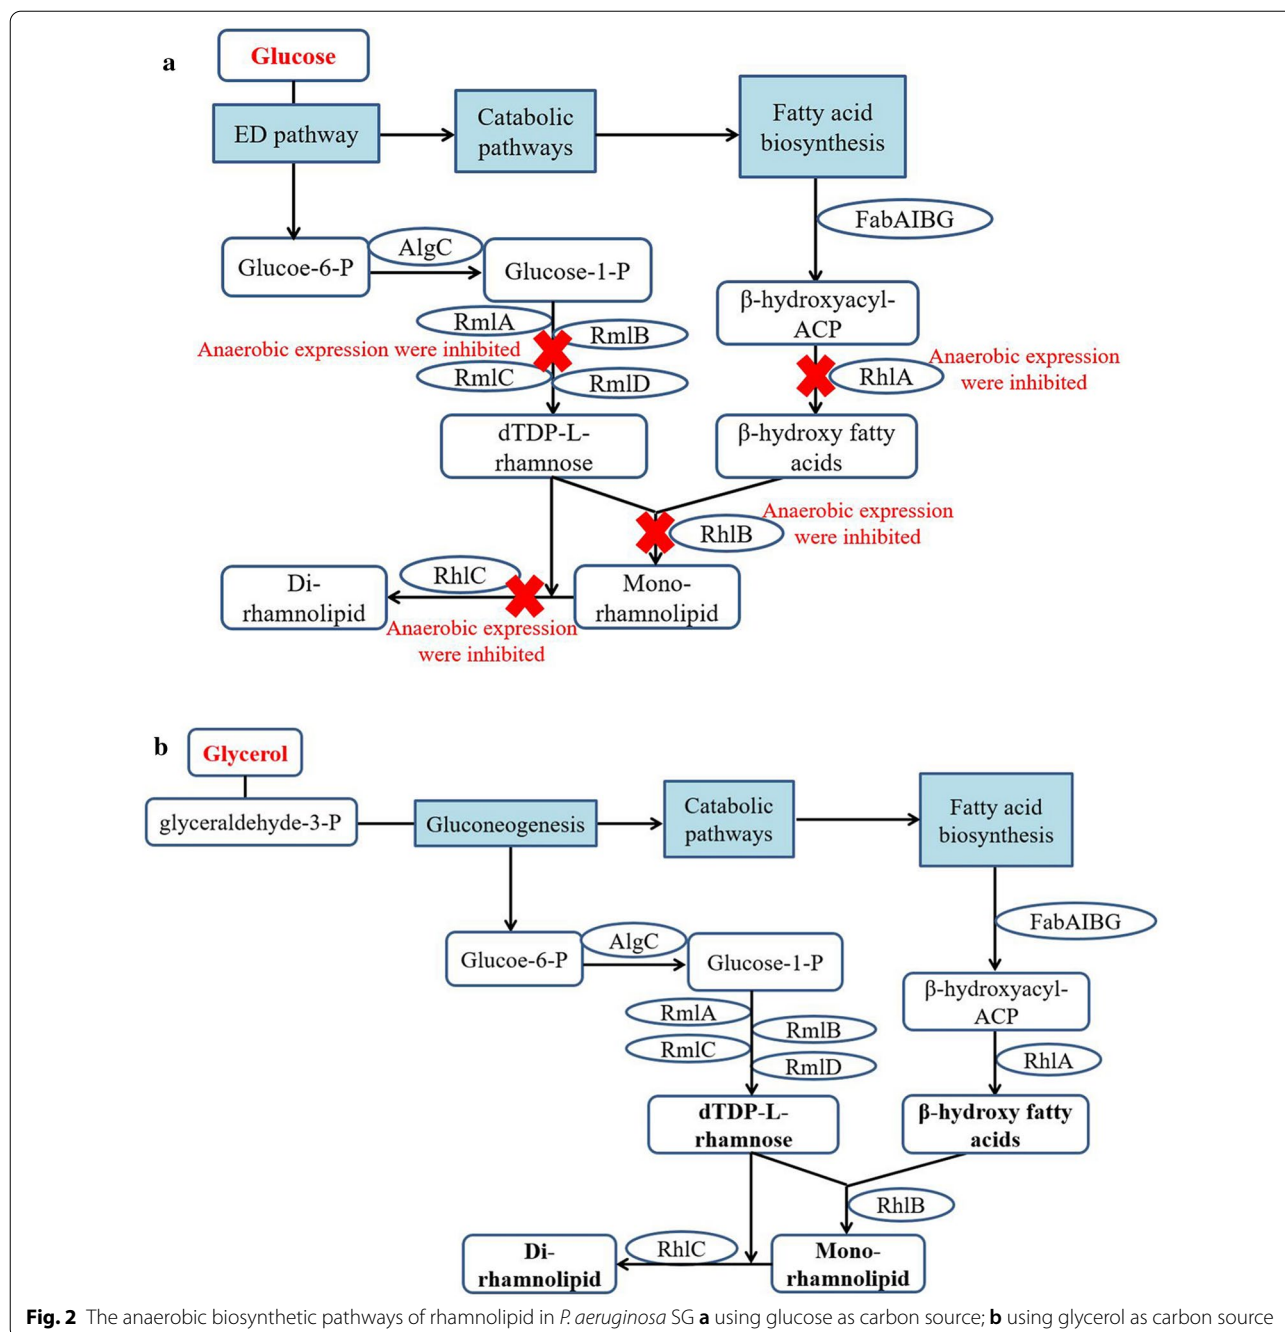 a
Glucose
ED pathway
Catabolic
pathways
Fatty acid
biosynthesis
FabAIBG
Glucoe-6-P
AlgC
Glucose-1-P
β-hydroxyacyl-
ACP
RmlA
RmlB
Anaerobic expression were inhibited
RmlC
RmlD
RhlA
Anaerobic expression
were inhibited
dTDP-L-
rhamnose
β-hydroxy fatty
acids
RhlB
Anaerobic expression
were inhibited
Di-
rhamnolipid
RhlC
Mono-
rhamnolipid
Anaerobic expression
were inhibited
b
Glycerol
glyceraldehyde-3-P
Gluconeogenesis
Catabolic
pathways
Fatty acid
biosynthesis
FabAIBG
Glucoe-6-P
AlgC
Glucose-1-P
β-hydroxyacyl-
ACP
RmlA
RmlB
RmlC
RmlD
RhlA
dTDP-L-
rhamnose
β-hydroxy fatty
acids
RhlB
Di-
rhamnolipid
RhlC
Mono-
rhamnolipid
Fig. 2 The anaerobic biosynthetic pathways of rhamnolipid in P. aeruginosa SG a using glucose as carbon source; b using glycerol as carbon source